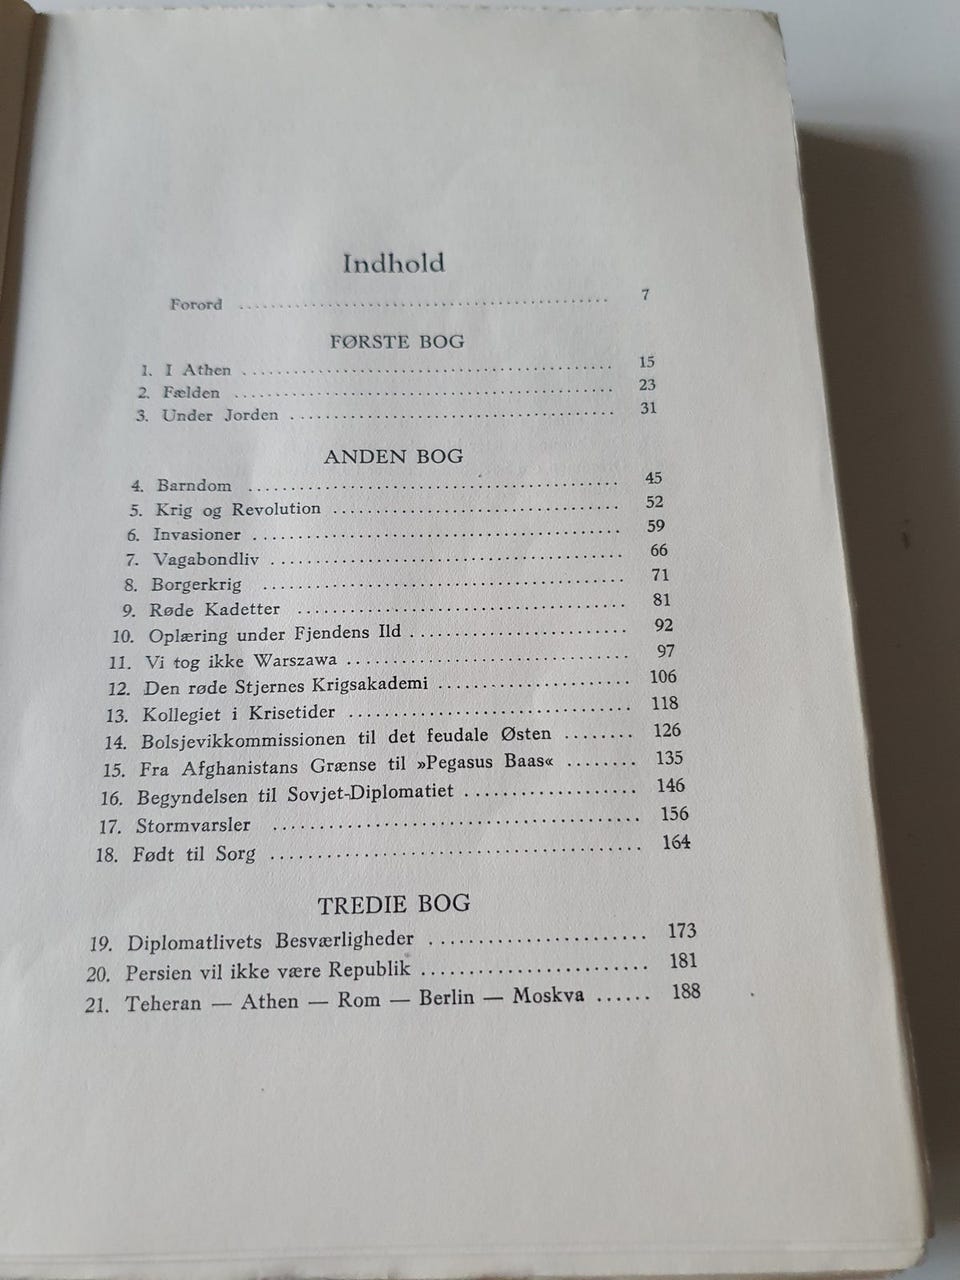 Indhold
Forord ........................................ 7
FØRSTE BOG
1. I Athen ........................................ 15
2. Fælden ........................................ 23
3. Under Jorden ................................... 31
ANDEN BOG
4. Barndom ........................................ 45
5. Krig og Revolution ............................. 52
6. Invasioner ..................................... 59
7. Vagabondliv .................................... 66
8. Borgerkrig ..................................... 71
9. Røde Kadetter .................................. 81
10. Oplæring under Fjendens Ild ................... 92
11. Vi tog ikke Warszawa .......................... 97
12. Den røde Stjernes Krigsakademi ................ 106
13. Kollegiet i Krisetider ........................ 118
14. Bolsjevikkommissionen til det feudale Østen ........ 126
15. Fra Afghanistans Grænse til »Pegasus Baas« ........ 135
16. Begyndelsen til Sovjet-Diplomatiet ................ 146
17. Stormvarsler .................................. 156
18. Født til Sorg ................................. 164
TREDIE BOG
19. Diplomatlivets Besværligheder ..................... 173
20. Persien vil ikke være Republik .................... 181
21. Teheran — Athen — Rom — Berlin — Moskva ...... 188